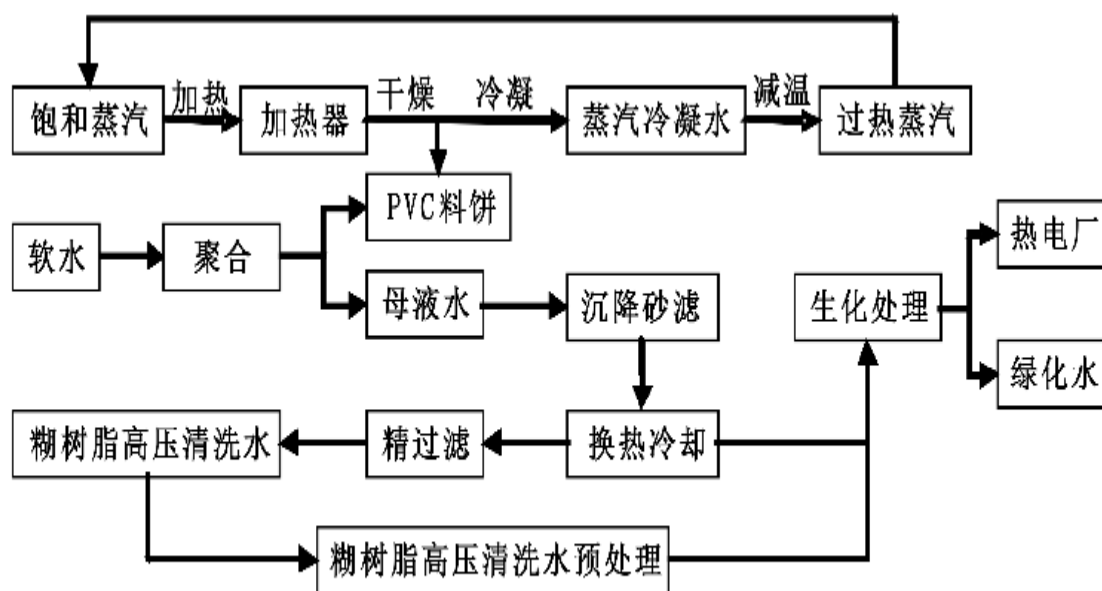 加热
干燥
冷凝
减温
饱和蒸汽
加热器
蒸汽冷凝水
过热蒸汽
PVC料饼
热电厂
软水
聚合
母液水
沉降砂滤
生化处理
绿化水
糊树脂高压清洗水
精过滤
换热冷却
糊树脂高压清洗水预处理